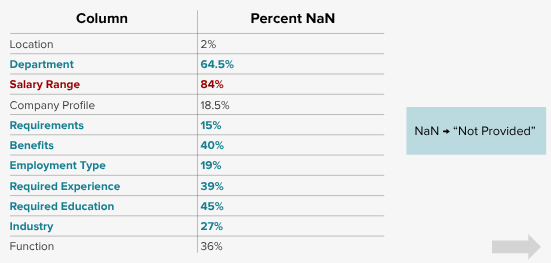 Column Percent NaN
Location 2%
Department 64.5%
Salary Range 84%
Company Profile 18.5%
Requirements 15%
Benefits 40%
Employment Type 19%
Required Experience 39%
Required Education 45%
Industry 27%
Function 36%
NaN → “Not Provided”